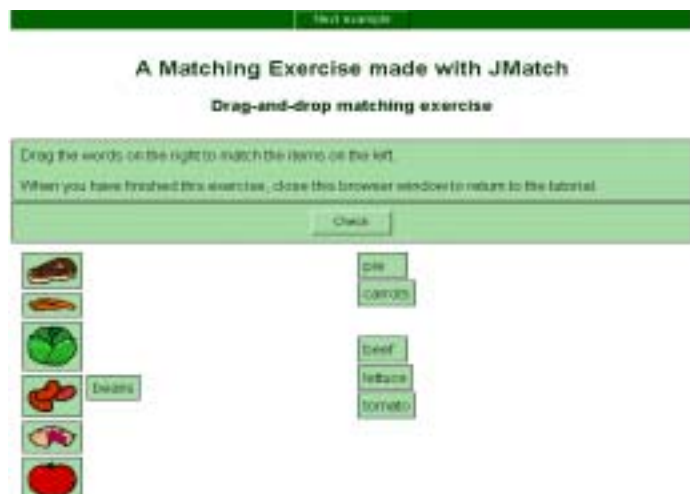 Next example
A Matching Exercise made with JMatch
Drag-and-drop matching exercise
Drag the words on the right to match the items on the left.
When you have finished this exercise, close this browser window to return to the tutorial.
Check
pie
carrots
beef
beans
lettuce
tomato